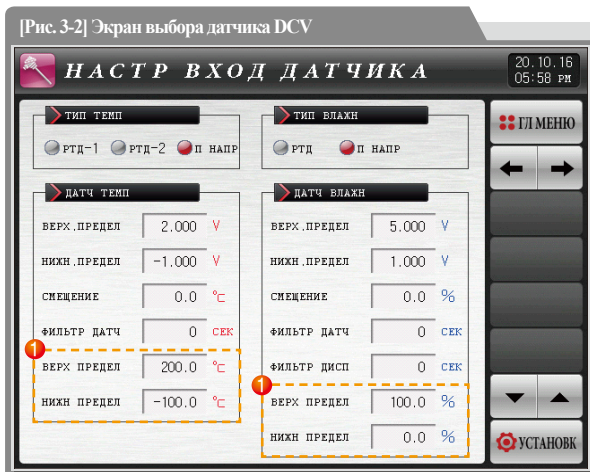 [Рис. 3-2] Экран выбора датчика DCV
НАСТР ВХОД ДАТЧИКА
20.10.16
05:58 PM
ТИП ТЕМП
РТД-1 РТД-2 П НАПР
ТИП ВЛАЖН
РТД П НАПР
ДАТЧ ТЕМП
ВЕРХ.ПРЕДЕЛ 2.000 V
НИЖН.ПРЕДЕЛ -1.000 V
СМЕЩЕНИЕ 0.0 ℃
ФИЛЬТР ДАТЧ 0 СЕК
1
ВЕРХ ПРЕДЕЛ 200.0 ℃
НИЖН ПРЕДЕЛ -100.0 ℃
ДАТЧ ВЛАЖН
ВЕРХ.ПРЕДЕЛ 5.000 V
НИЖН.ПРЕДЕЛ 1.000 V
СМЕЩЕНИЕ 0.0 %
ФИЛЬТР ДАТЧ 0 СЕК
ФИЛЬТР ДИСП 0 СЕК
1
ВЕРХ ПРЕДЕЛ 100.0 %
НИЖН ПРЕДЕЛ 0.0 %
ГЛ МЕНЮ
УСТАНОВК